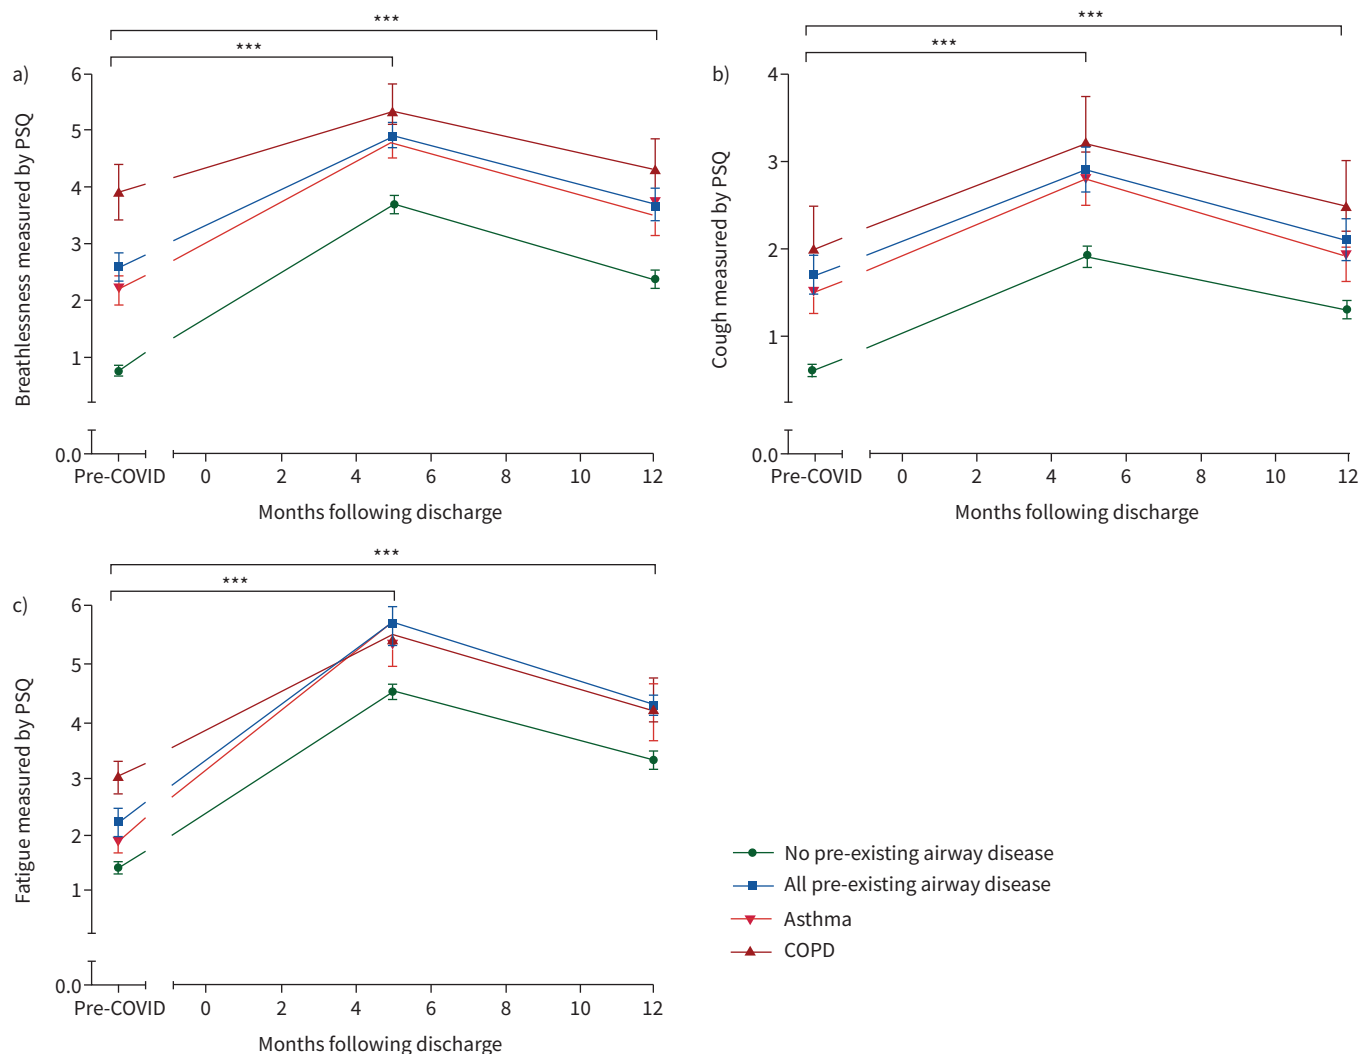 ***
***
a)
6
5
4
3
2
1
0.0
Breathlessness measured by PSQ
Pre-COVID 0 2 4 6 8 10 12
Months following discharge
***
***
b)
4
3
2
1
0.0
Cough measured by PSQ
Pre-COVID 0 2 4 6 8 10 12
Months following discharge
***
***
c)
6
5
4
3
2
1
0.0
Fatigue measured by PSQ
Pre-COVID 0 2 4 6 8 10 12
Months following discharge
No pre-existing airway disease
All pre-existing airway disease
Asthma
COPD